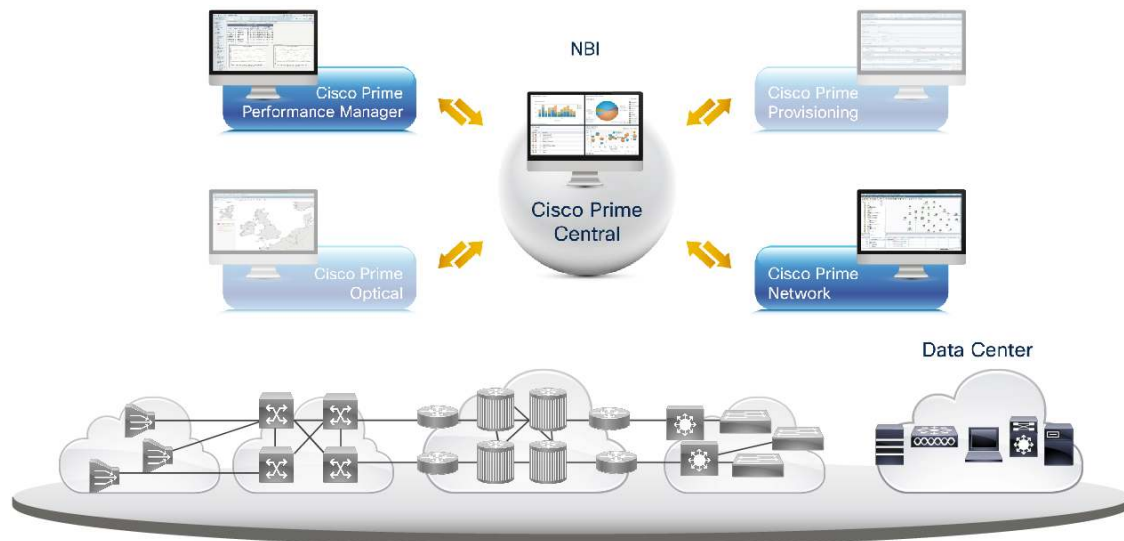 NBI
Cisco Prime
Performance Manager
Cisco Prime
Provisioning
Cisco Prime
Central
Cisco Prime
Optical
Cisco Prime
Network
Data Center